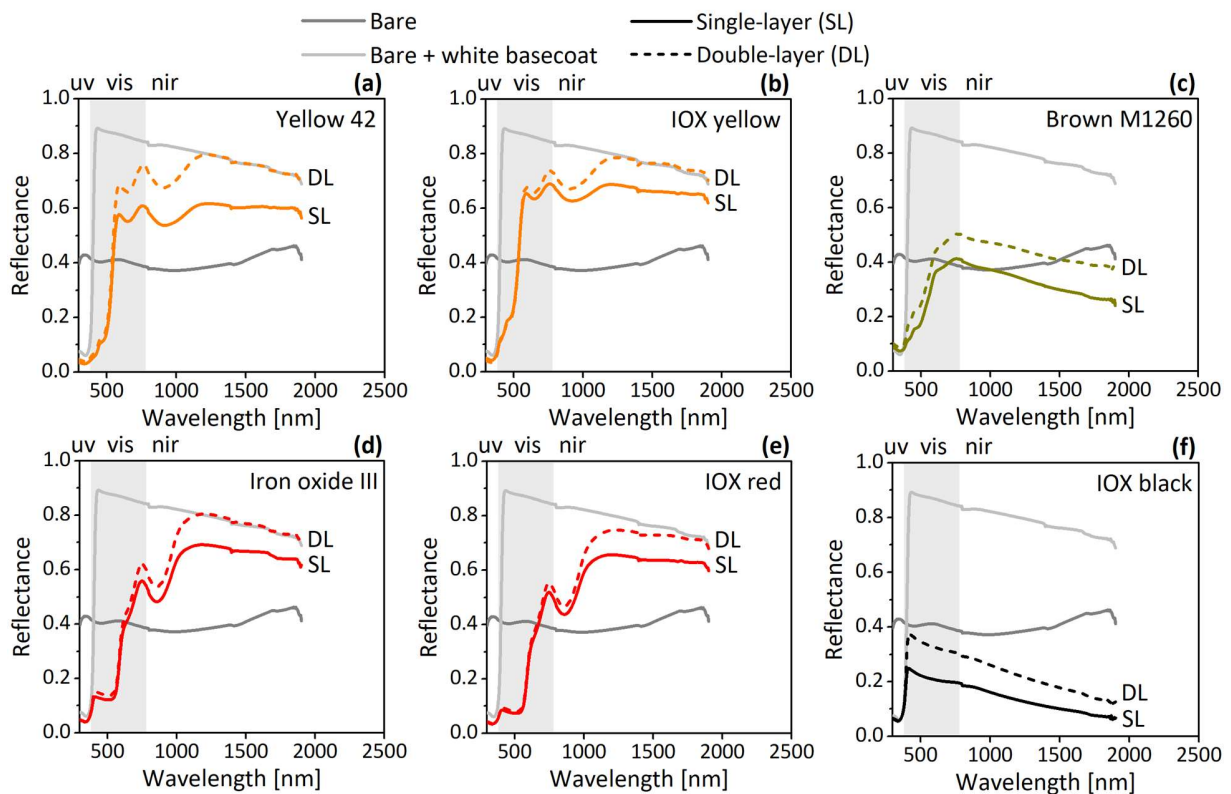 Bare
Single-layer (SL)
Bare + white basecoat
Double-layer (DL)
uv vis nir (a)
Yellow 42
DL
SL
Reflectance
1.0
0.8
0.6
0.4
0.2
0.0
500 1000 1500 2000 2500
Wavelength [nm]
uv vis nir (b)
IOX yellow
DL
SL
Reflectance
1.0
0.8
0.6
0.4
0.2
0.0
500 1000 1500 2000 2500
Wavelength [nm]
uv vis nir (c)
Brown M1260
DL
SL
Reflectance
1.0
0.8
0.6
0.4
0.2
0.0
500 1000 1500 2000 2500
Wavelength [nm]
uv vis nir (d)
Iron oxide III
DL
SL
Reflectance
1.0
0.8
0.6
0.4
0.2
0.0
500 1000 1500 2000 2500
Wavelength [nm]
uv vis nir (e)
IOX red
DL
SL
Reflectance
1.0
0.8
0.6
0.4
0.2
0.0
500 1000 1500 2000 2500
Wavelength [nm]
uv vis nir (f)
IOX black
DL
SL
Reflectance
1.0
0.8
0.6
0.4
0.2
0.0
500 1000 1500 2000 2500
Wavelength [nm]